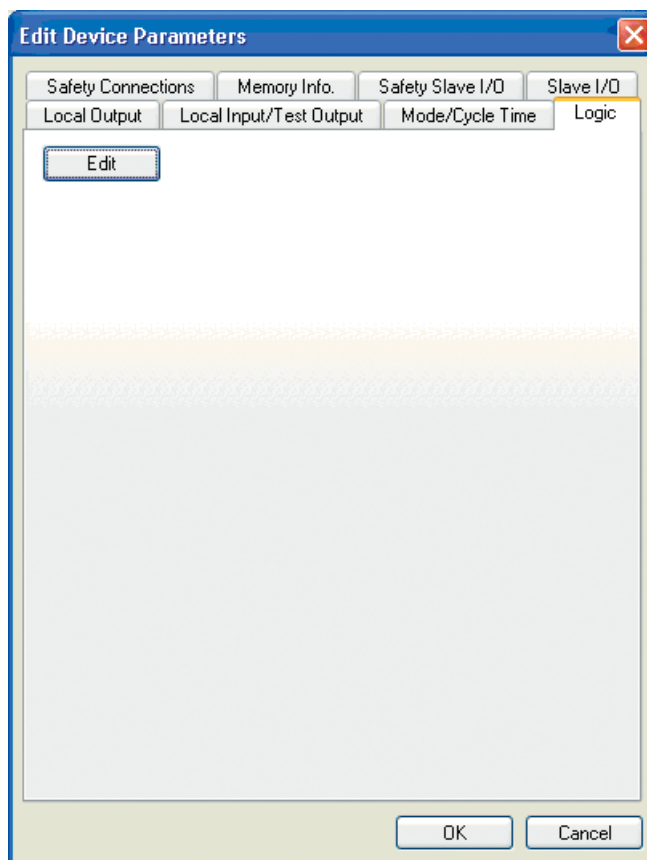 Edit Device Parameters
Safety Connections Memory Info. Safety Slave I/O Slave I/O
Local Output Local Input/Test Output Mode/Cycle Time Logic
Edit
OK Cancel